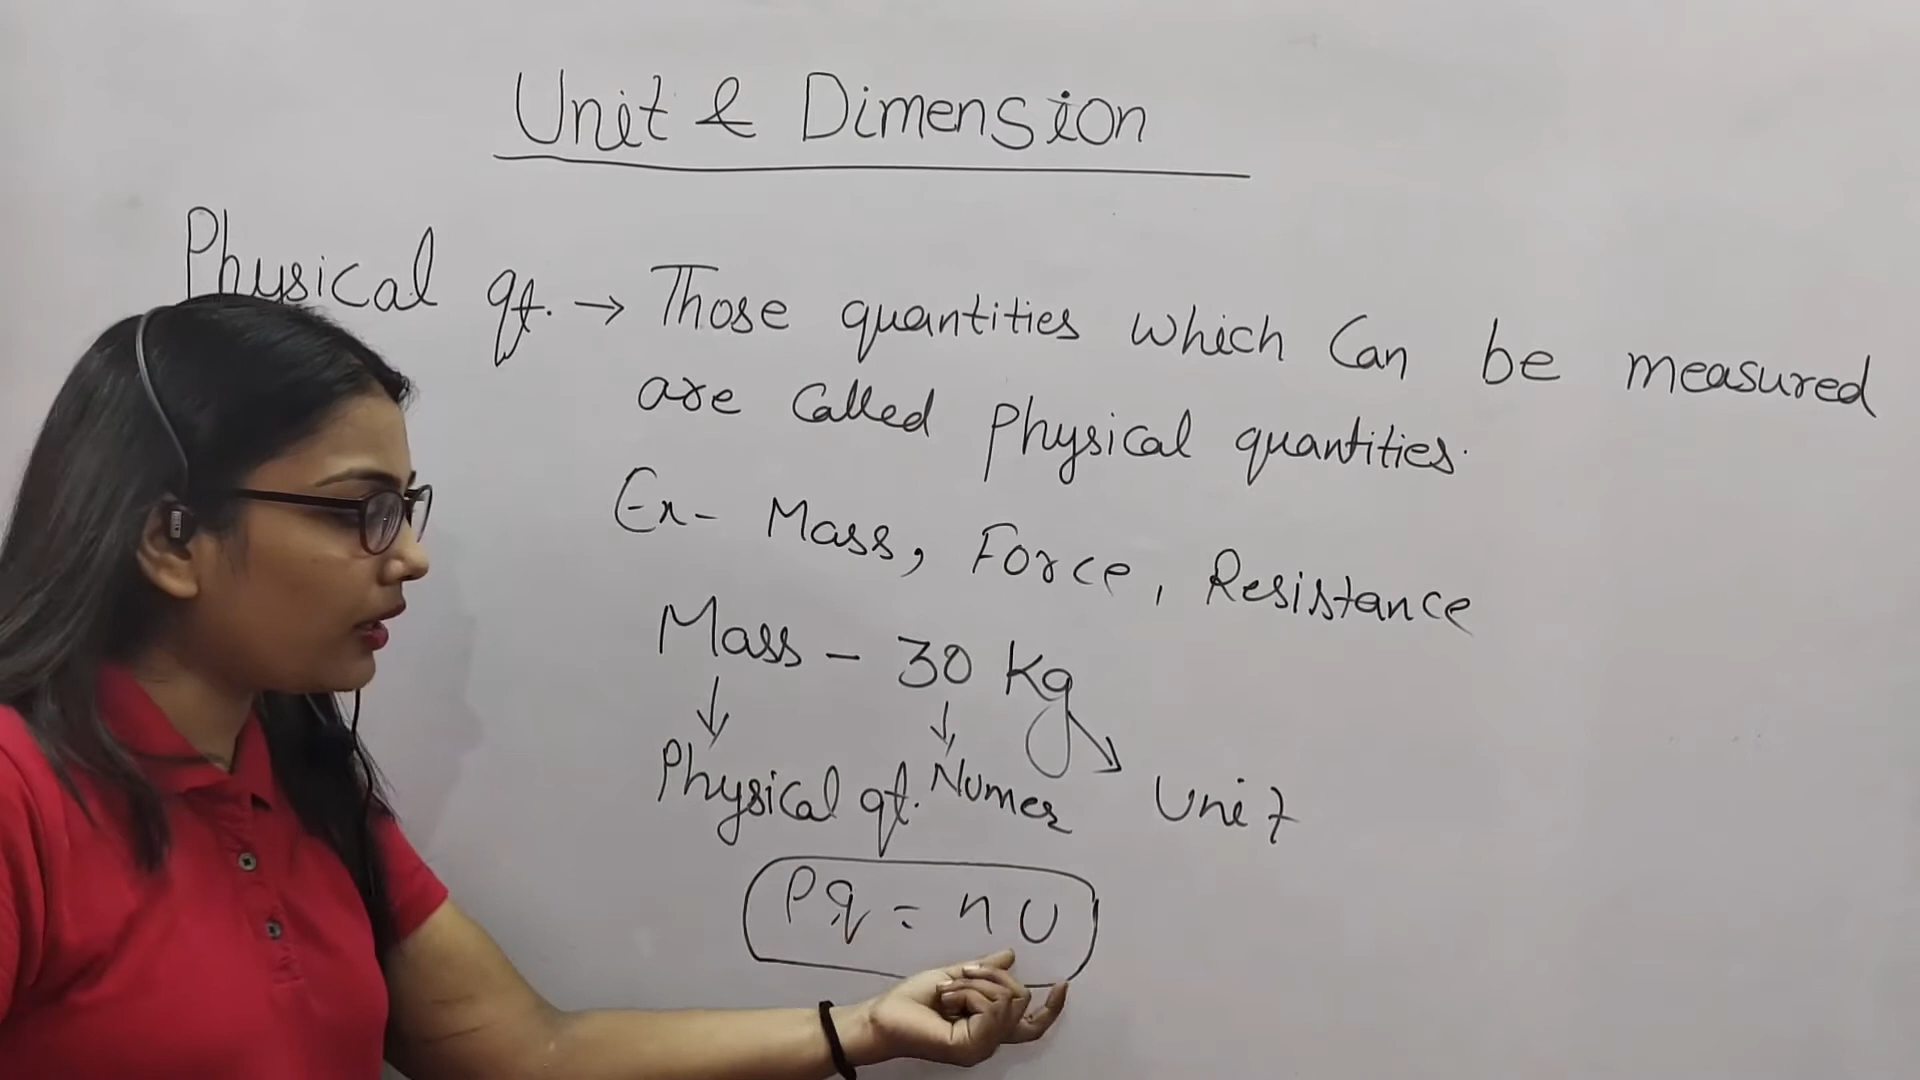 Unit & Dimension
Physical qt. → Those quantities which Can be measured
are Called Physical quantities.
Ex- Mass, Force, Resistance
Mass - 30 Kg
Physical qt. Numer Unit
Pq = nU